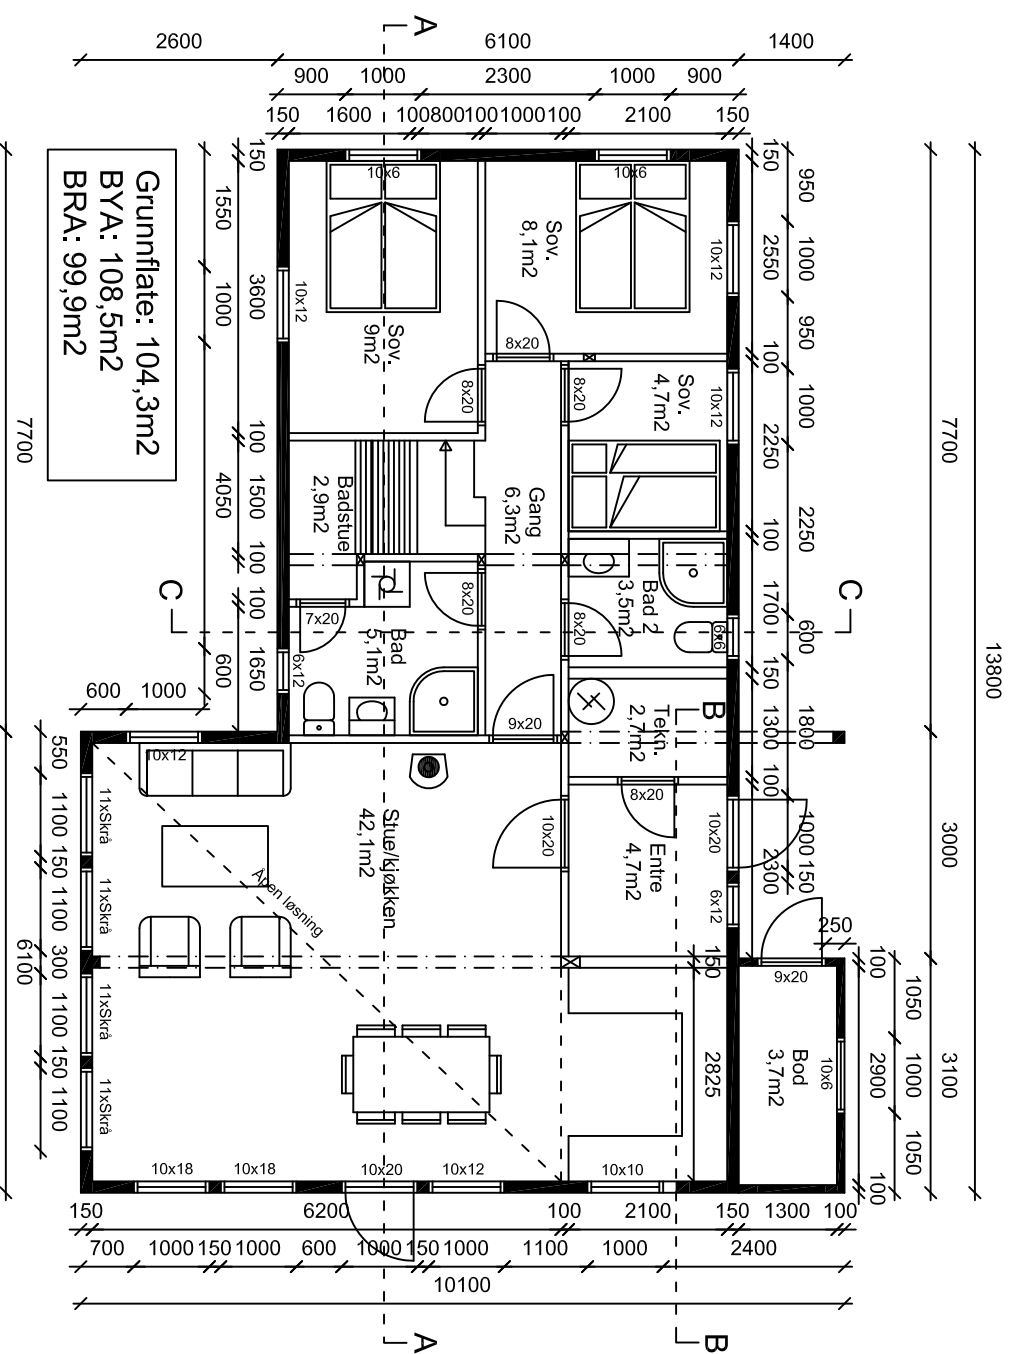 A
2600
6100
1400
900
1000
2300
1000
900
150
1600
100
800
100
1000
100
2100
150
Grunnflate: 104,3m2
BYA: 108,5m2
BRA: 99,9m2
7700
150
1550
1000
3600
100
1500
4050
100
100
600
1650
150
950
1000
2550
950
100
1000
2250
2250
100
1700
600
150
1300
1800
100
1000
150
2300
7700
13800
3000
3100
10x6
10x6
10x12
10x12
10x12
Sov.
8,1m2
Sov.
9m2
Sov.
4,7m2
8x20
8x20
8x20
Gang
6,3m2
Badstue
2,9m2
8x20
8x20
7x20
Bad
5,1m2
6x12
Bad 2
3,5m2
6x6
C
C
B
Tekn.
2,7m2
9x20
8x20
600
1000
10x12
Stue/kjøkken
42,1m2
Åpen løsning
10x20
Entre
4,7m2
10x20
6x12
250
9x20
Bod
3,7m2
10x6
100
1050
1000
2900
1050
100
150
2825
550
1100
150
1100
300
1100
150
1100
6100
11xSkrå
11xSkrå
11xSkrå
11xSkrå
10x18
10x18
10x20
10x12
10x10
150
6200
100
2100
150
1300
100
700
1000
150
1000
600
1000
150
1000
1100
1000
2400
10100
A
B